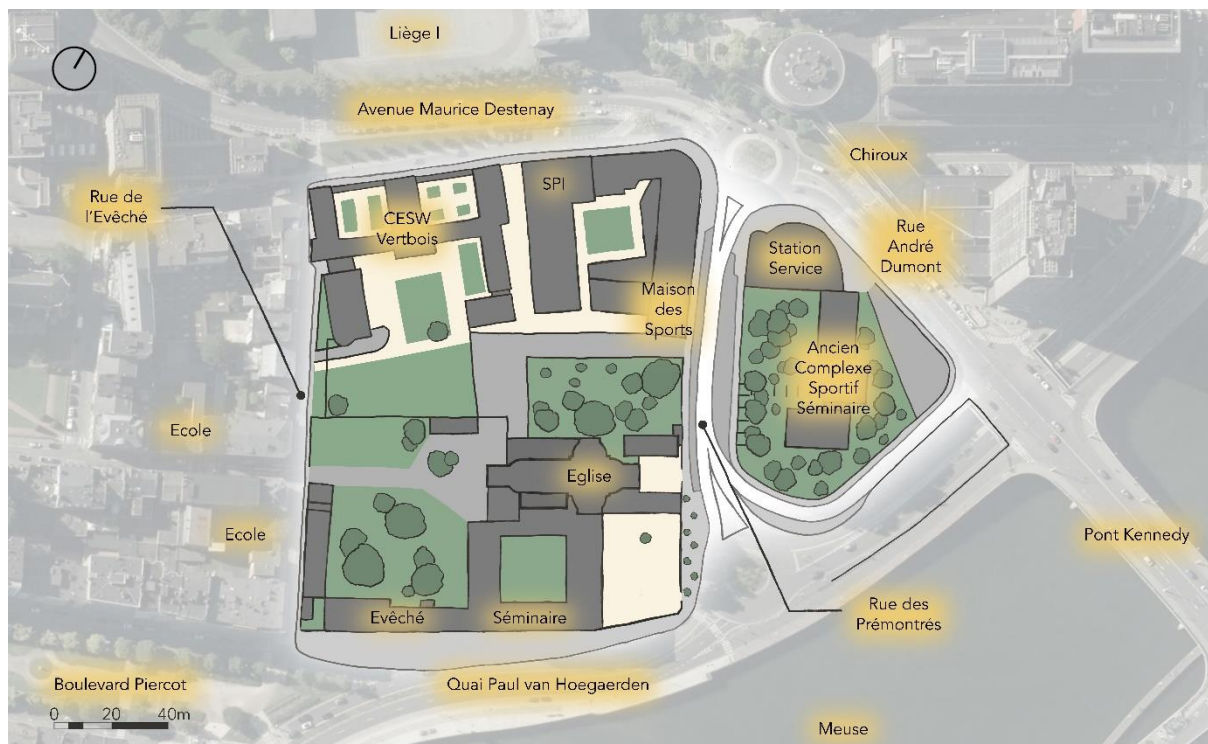 Liège I
Avenue Maurice Destenay
Chiroux
Rue de
l'Evêché
SPI
CESW
Vertbois
Rue
André
Dumont
Station
Service
Maison
des
Sports
Ancien
Complexe
Sportif
Séminaire
Ecole
Eglise
Ecole
Pont Kennedy
Evêché
Séminaire
Rue des
Prémontrés
Boulevard Piercot
Quai Paul van Hoegaerden
0 20 40m
Meuse